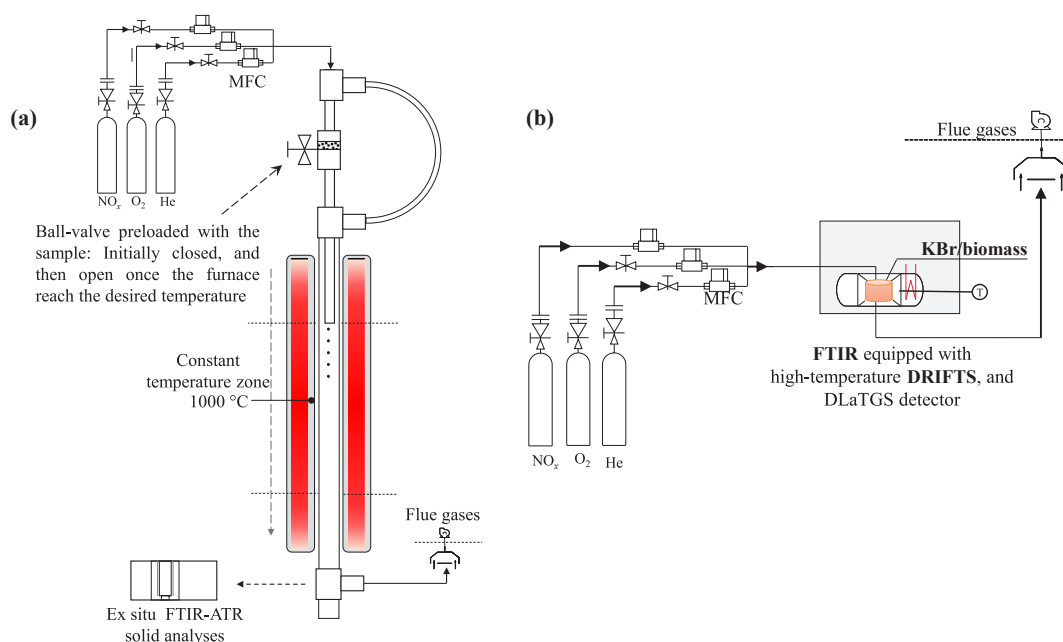 (a)
MFC
NOx O2 He
Ball-valve preloaded with the
sample: Initially closed, and
then open once the furnace
reach the desired temperature
Constant
temperature zone
1000 °C
Flue gases
Ex situ FTIR-ATR
solid analyses
(b)
Flue gases
KBr/biomass
MFC
T
FTIR equipped with
high-temperature DRIFTS, and
DLaTGS detector
NOx O2 He